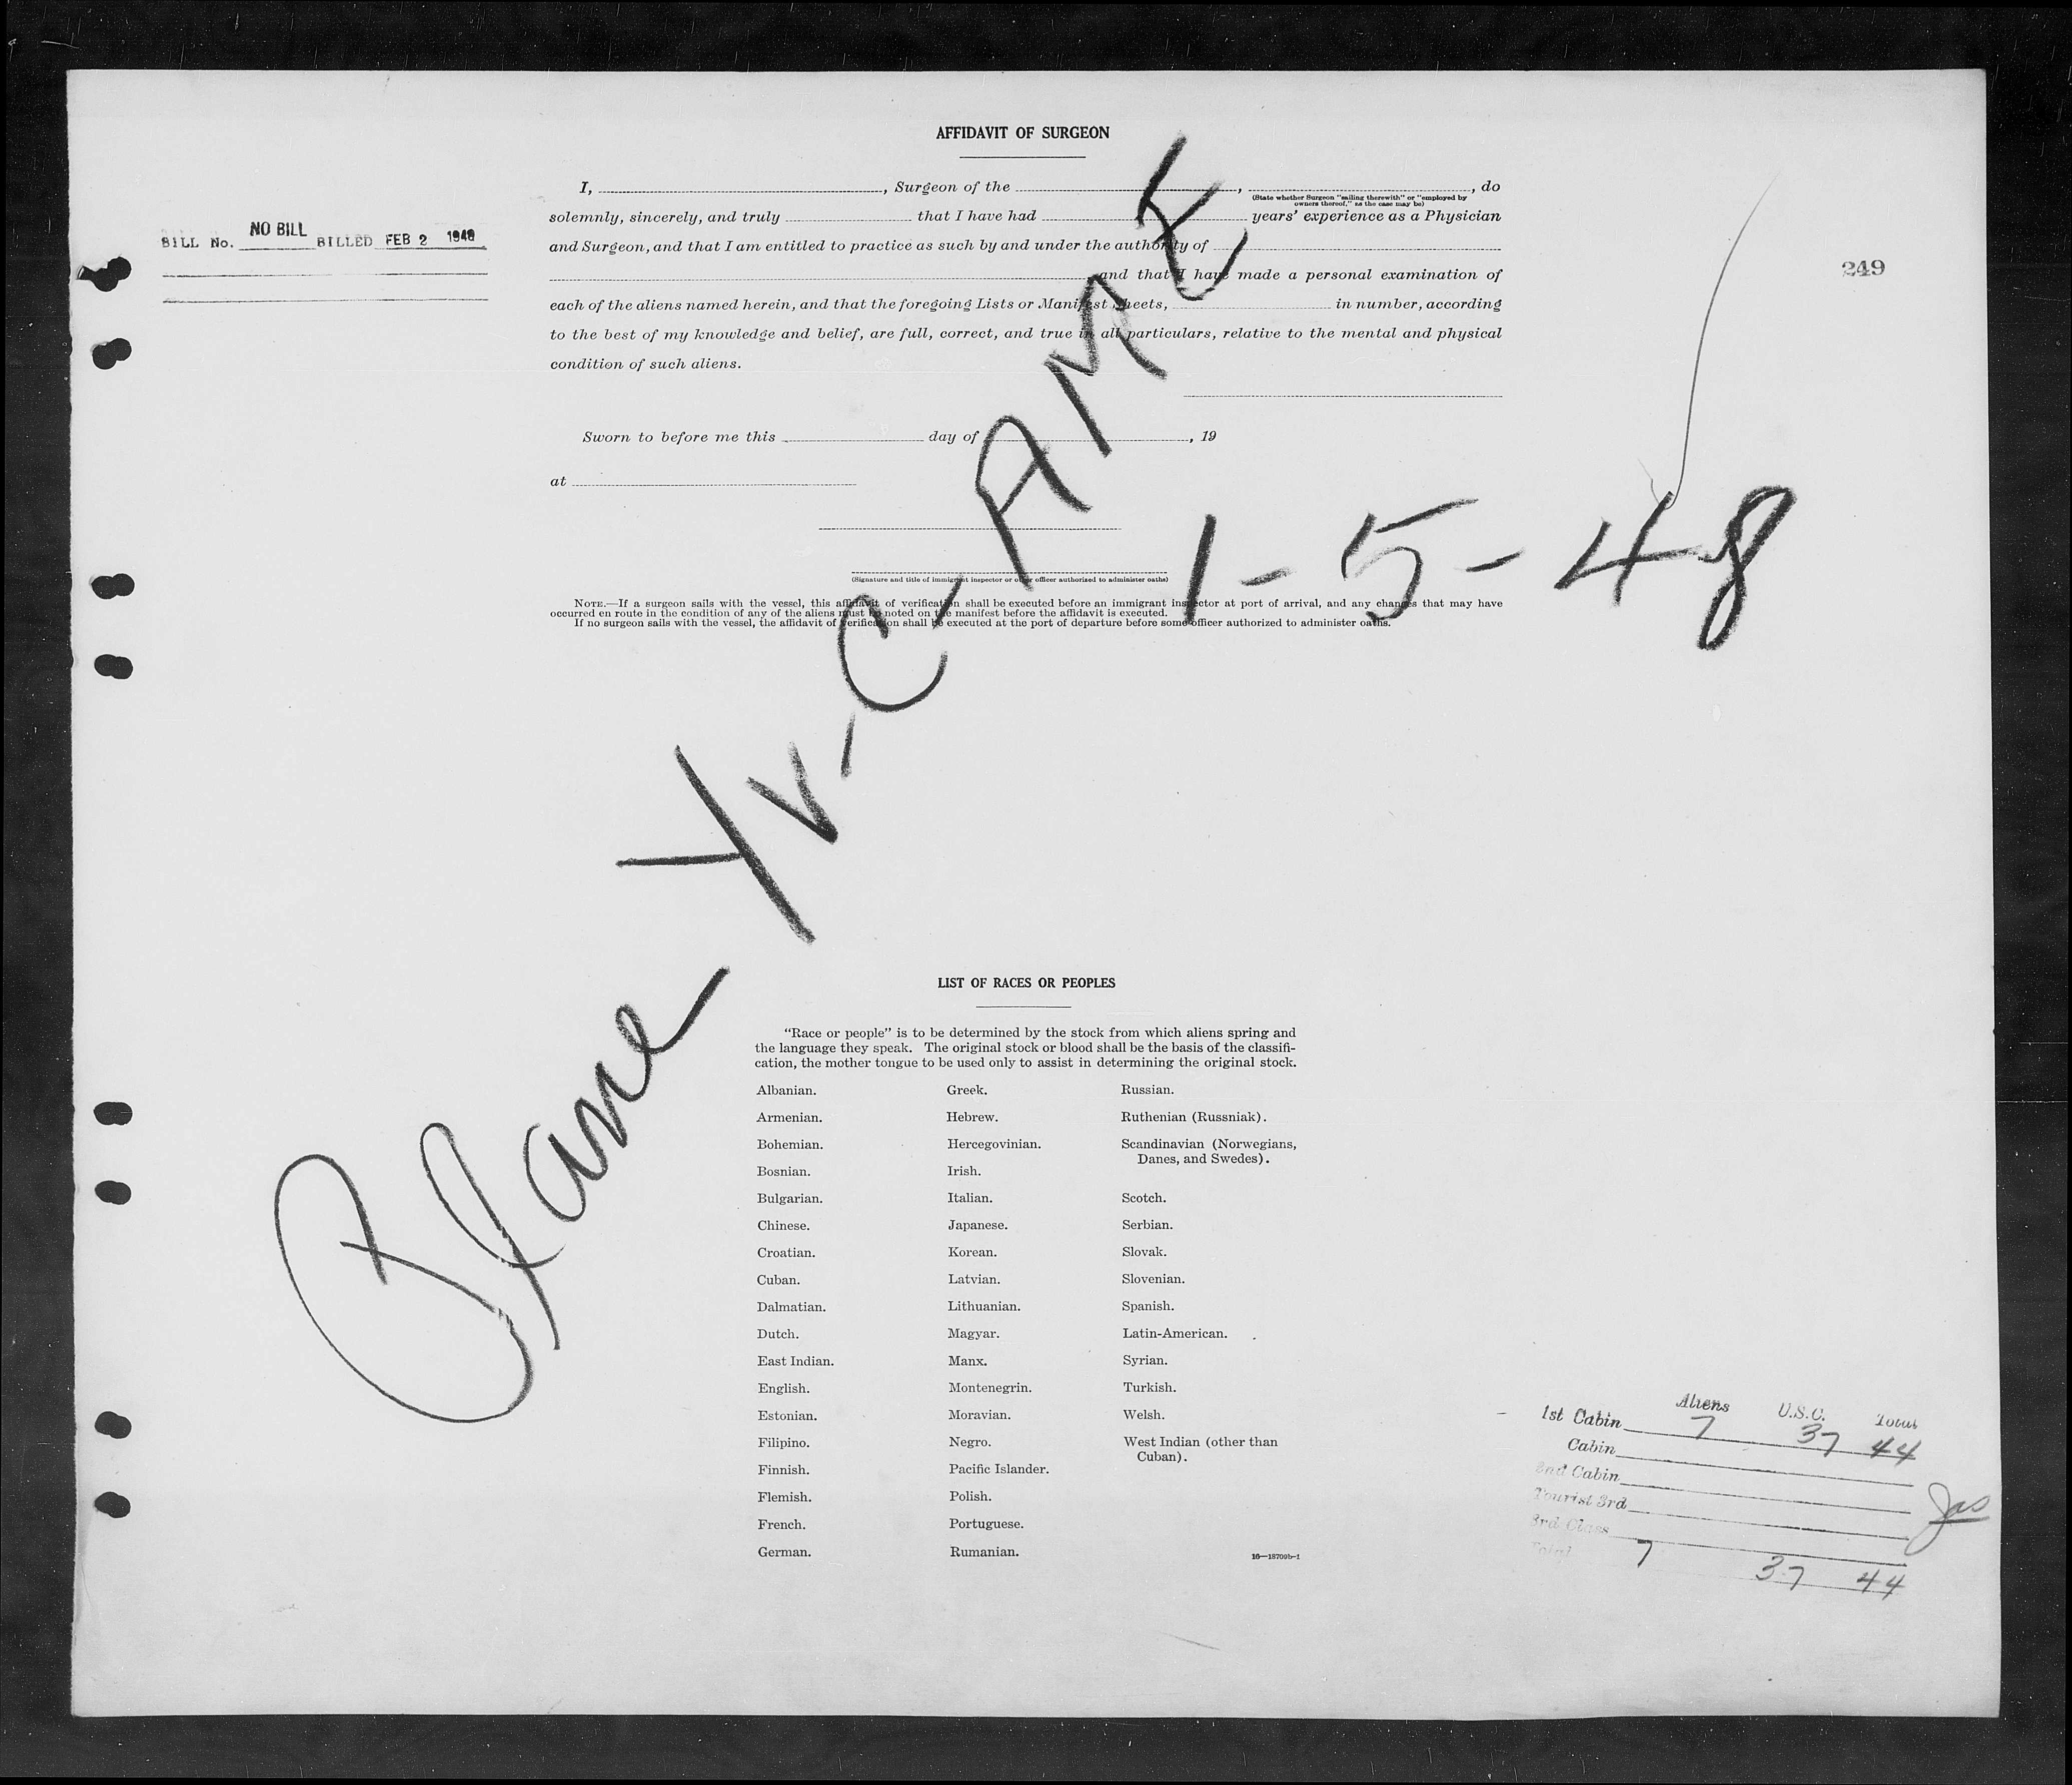 AFFIDAVIT OF SURGEON
I, , Surgeon of the , , do
(State whether Surgeon "sailing therewith" or "employed by
owners thereof," as the case may be)
solemnly, sincerely, and truly that I have had years' experience as a Physician
and Surgeon, and that I am entitled to practice as such by and under the authority of
and that I have made a personal examination of
each of the aliens named herein, and that the foregoing Lists or Manifest Sheets, in number, according
to the best of my knowledge and belief, are full, correct, and true in all particulars, relative to the mental and physical
condition of such aliens.
BILL No. NO BILL BILLED FEB 2 1948
249
Sworn to before me this day of , 19
at
(Signature and title of immigrant inspector or other officer authorized to administer oaths)
NOTE.—If a surgeon sails with the vessel, this affidavit of verification shall be executed before an immigrant inspector at port of arrival, and any changes that may have
occurred en route in the condition of any of the aliens must be noted on the manifest before the affidavit is executed.
If no surgeon sails with the vessel, the affidavit of verification shall be executed at the port of departure before some officer authorized to administer oaths.
Plane YV-C-AME
1-5-48
LIST OF RACES OR PEOPLES
"Race or people" is to be determined by the stock from which aliens spring and
the language they speak. The original stock or blood shall be the basis of the classifi-
cation, the mother tongue to be used only to assist in determining the original stock.
Albanian.
Armenian.
Bohemian.
Bosnian.
Bulgarian.
Chinese.
Croatian.
Cuban.
Dalmatian.
Dutch.
East Indian.
English.
Estonian.
Filipino.
Finnish.
Flemish.
French.
German.
Greek.
Hebrew.
Hercegovinian.
Irish.
Italian.
Japanese.
Korean.
Latvian.
Lithuanian.
Magyar.
Manx.
Montenegrin.
Moravian.
Negro.
Pacific Islander.
Polish.
Portuguese.
Rumanian.
Russian.
Ruthenian (Russniak).
Scandinavian (Norwegians,
Danes, and Swedes).
Scotch.
Serbian.
Slovak.
Slovenian.
Spanish.
Latin-American.
Syrian.
Turkish.
Welsh.
West Indian (other than
Cuban).
16—18709b-1
Aliens U.S.C. Total
1st Cabin 7 37 44
Cabin
2nd Cabin
Tourist 3rd
3rd Class
Total 7 37 44